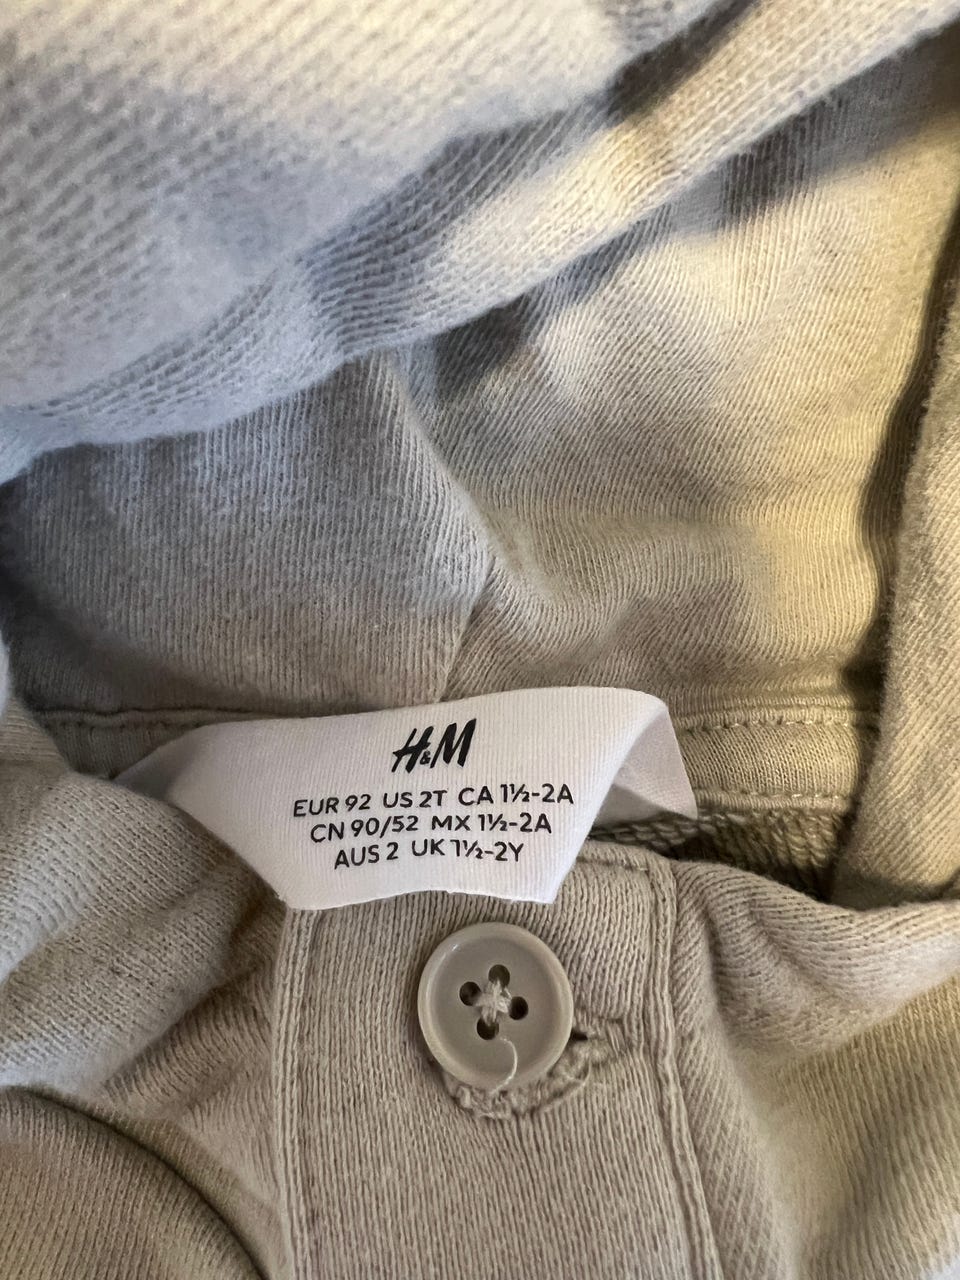 H&M
EUR 92 US 2T CA 1½-2A
CN 90/52 MX 1½-2A
AUS 2 UK 1½-2Y